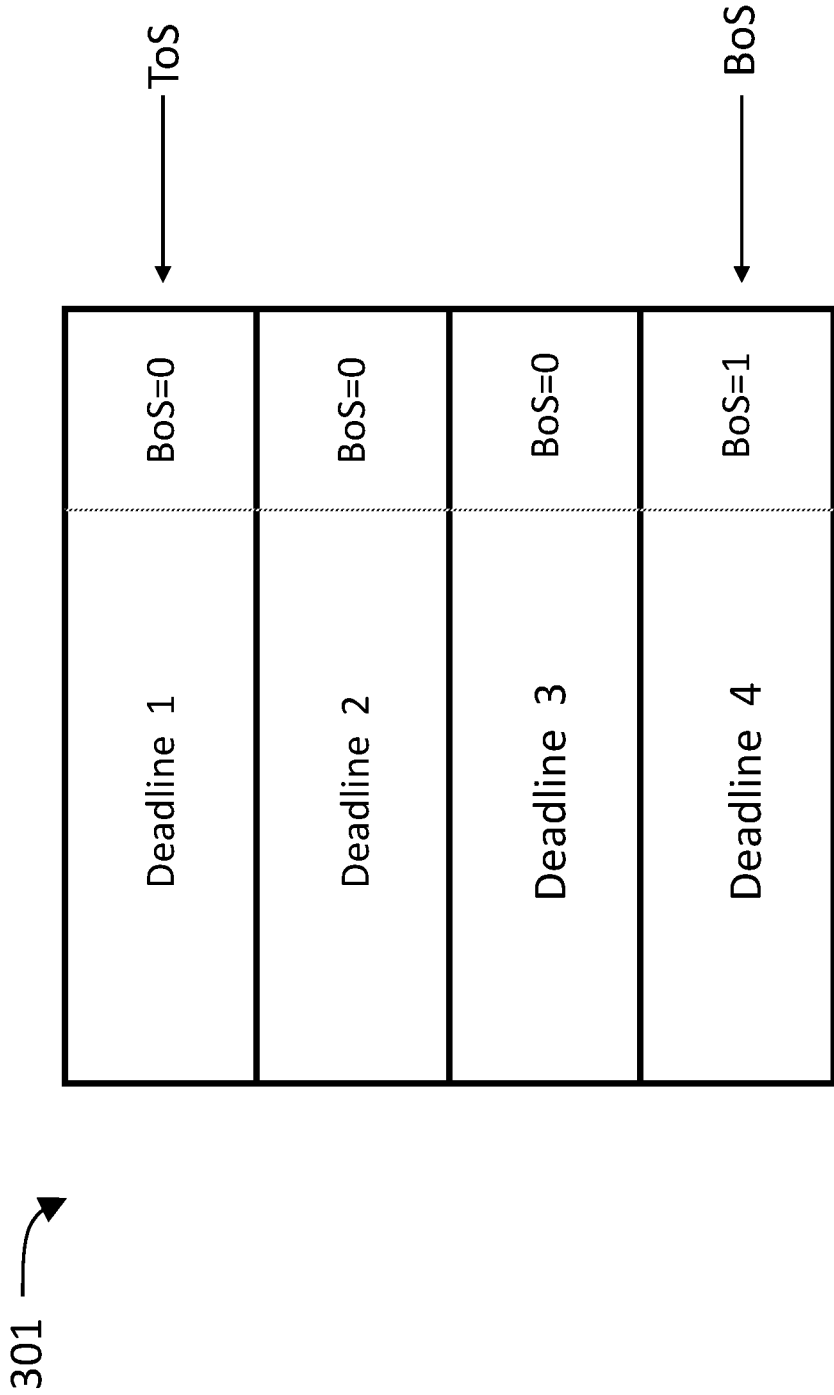 301
Deadline 1 BoS=0 ToS
Deadline 2 BoS=0
Deadline 3 BoS=0
Deadline 4 BoS=1 BoS